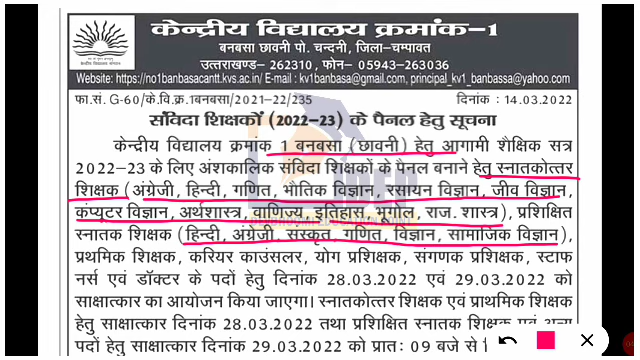 केन्द्रीय विद्यालय क्रमांक-1
बनबसा छावनी पो. चन्दनी, जिला-चम्पावत
उत्तराखण्ड- 262310, फोन- 05943-263036
Website: https://no1banbasacantt.kvs.ac.in/ E-mail : kv1banbasa@gmail.com, principal_kv1_banbassa@yahoo.com
फा.सं. G-60/के.वि.क्र.1बनबसा/2021-22/235 दिनांक : 14.03.2022
संविदा शिक्षकों (2022-23) के पैनल हेतु सूचना
केन्द्रीय विद्यालय क्रमांक 1 बनबसा (छावनी) हेतु आगामी शैक्षिक सत्र
2022-23 के लिए अंशकालिक संविदा शिक्षकों के पैनल बनाने हेतु स्नातकोत्तर
शिक्षक (अंग्रेजी, हिन्दी, गणित, भौतिक विज्ञान, रसायन विज्ञान, जीव विज्ञान,
कंप्यूटर विज्ञान, अर्थशास्त्र, वाणिज्य, इतिहास, भूगोल, राज. शास्त्र), प्रशिक्षित
स्नातक शिक्षक (हिन्दी, अंग्रेजी, संस्कृत, गणित, विज्ञान, सामाजिक विज्ञान),
प्राथमिक शिक्षक, करियर काउंसलर, योग प्रशिक्षक, संगणक प्रशिक्षक, स्टाफ
नर्स एवं डॉक्टर के पदों हेतु दिनांक 28.03.2022 एवं 29.03.2022 को
साक्षात्कार का आयोजन किया जाएगा। स्नातकोत्तर शिक्षक एवं प्राथमिक शिक्षक
हेतु साक्षात्कार दिनांक 28.03.2022 तथा प्रशिक्षित स्नातक शिक्षक एवं अन्य
पदों हेतु साक्षात्कार दिनांक 29.03.2022 को प्रातः 09 बजे से